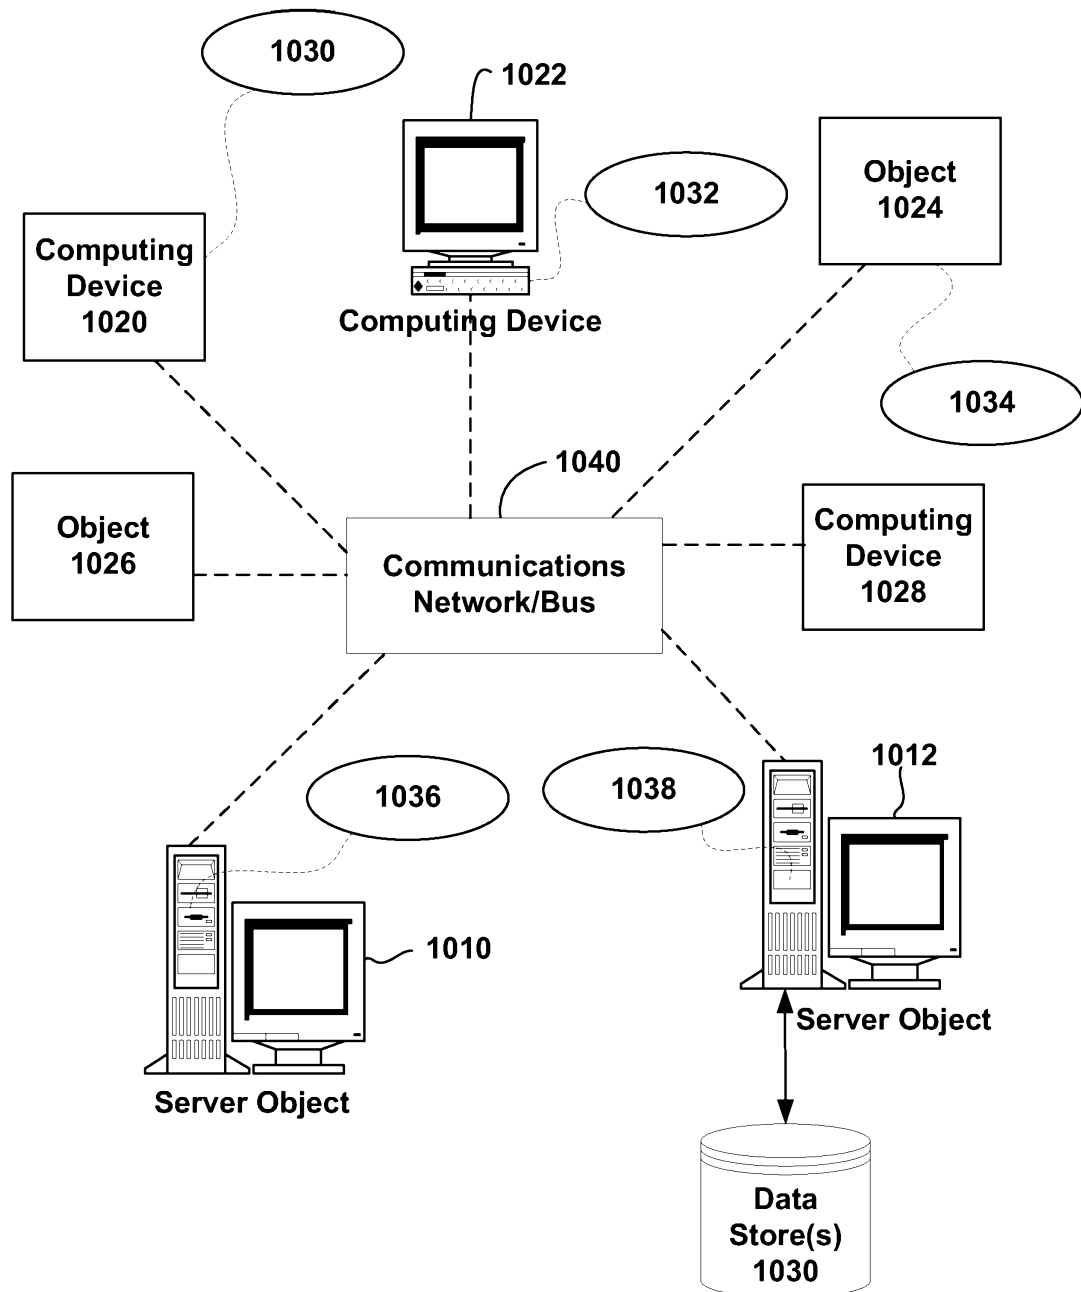 1030
1022
1032
Object
1024
Computing
Device
1020
Computing Device
1034
1040
Object
1026
Communications
Network/Bus
Computing
Device
1028
1036
1038
1012
1010
Server Object
Server Object
Data
Store(s)
1030